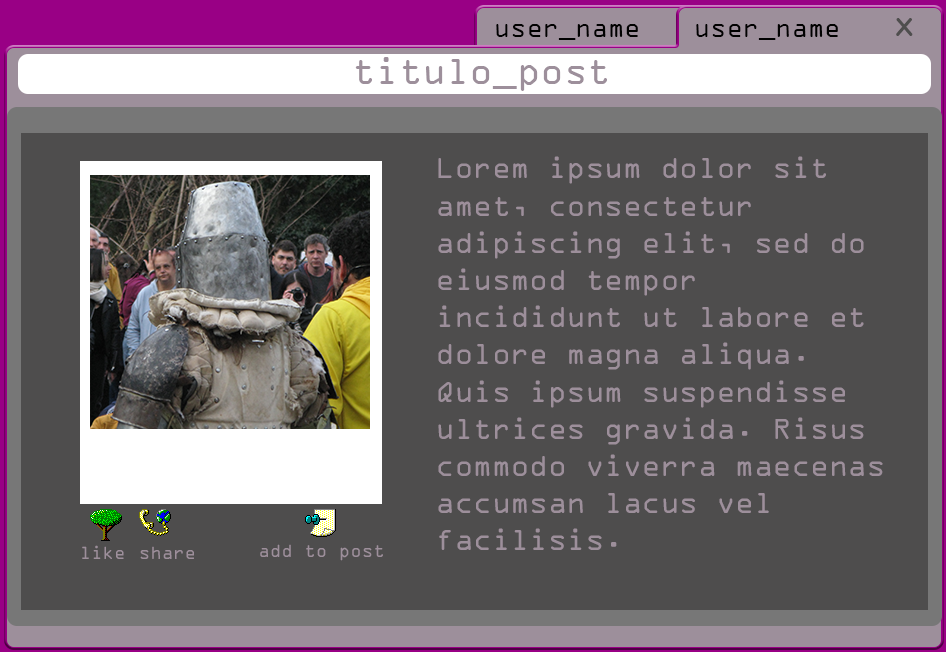 user_name user_name X
titulo_post
Lorem ipsum dolor sit
amet, consectetur
adipiscing elit, sed do
eiusmod tempor
incididunt ut labore et
dolore magna aliqua.
Quis ipsum suspendisse
ultrices gravida. Risus
commodo viverra maecenas
accumsan lacus vel
facilisis.
like share add to post